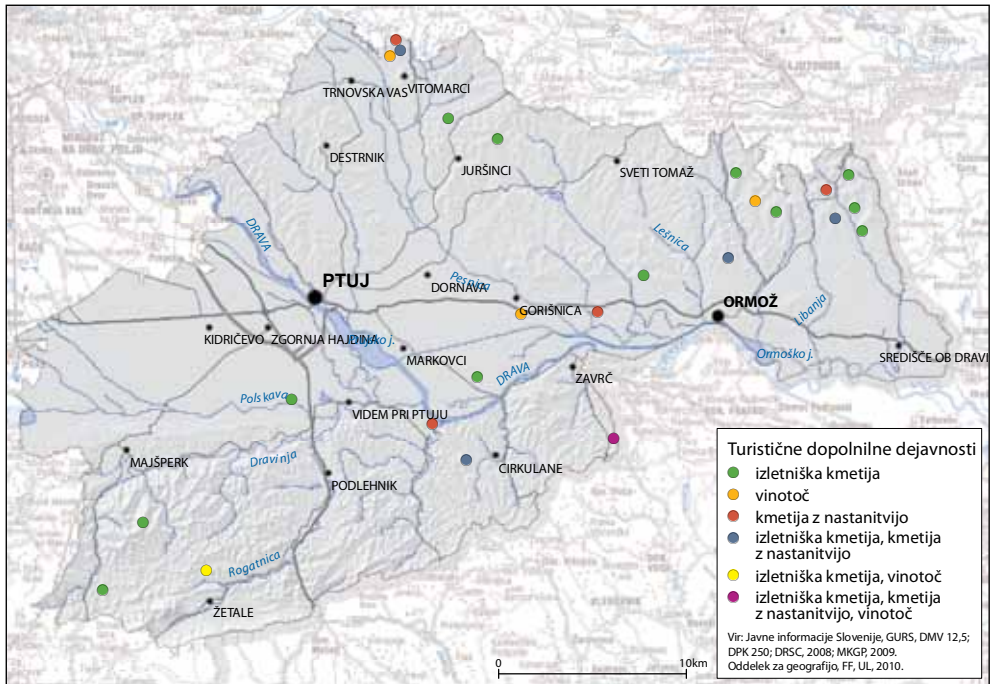 TRNOVSKA VAS
VITOMARCI
DESTRNIK
JURŠINCI
SVETI TOMAŽ
DRAVA
Lešnica
PTUJ
DORNAVA
Pesnica
GORIŠNICA
ORMOŽ
Libanja
KIDRIČEVO
ZGORNJA HAJDINA
MARKOVCI
DRAVA
ZAVRČ
Ormoško j.
SREDIŠČE OB DRAVI
Polskava
VIDEM PRI PTUJU
MAJŠPERK
Dravinja
PODLEHNIK
CIRKULANE
Rogatnica
ŽETALE
Turistične dopolnilne dejavnosti
izletniška kmetija
vinotoč
kmetija z nastanitvijo
izletniška kmetija, kmetija
z nastanitvijo
izletniška kmetija, vinotoč
izletniška kmetija, kmetija
z nastanitvijo, vinotoč
Vir: Javne informacije Slovenije, GURS, DMV 12,5;
DPK 250; DRSC, 2008; MKGP, 2009.
Oddelek za geografijo, FF, UL, 2010.
0 10km